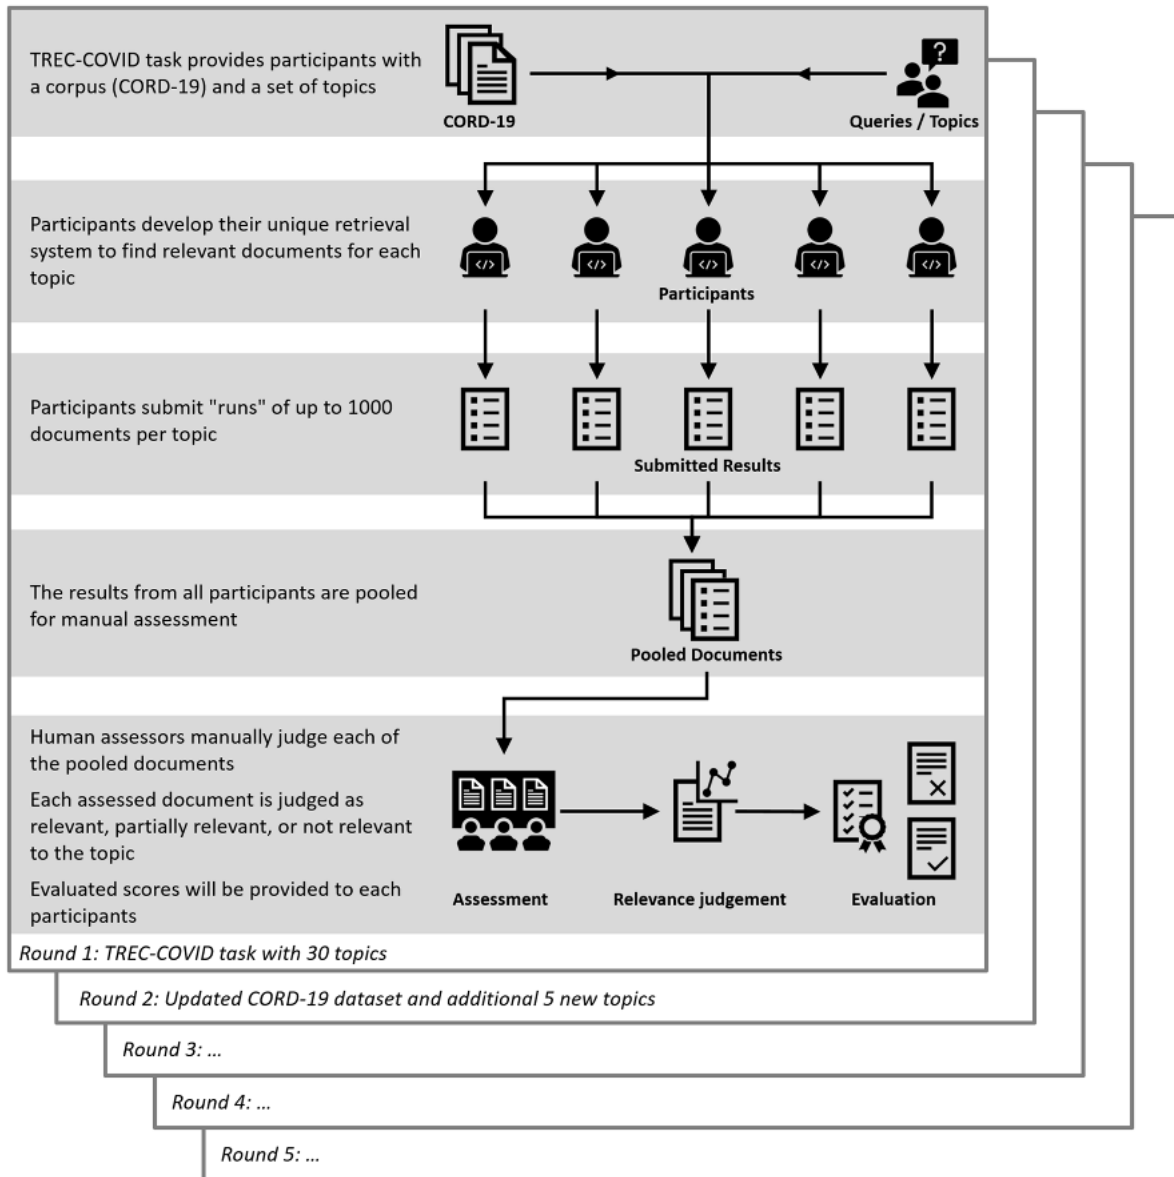 TREC-COVID task provides participants with
a corpus (CORD-19) and a set of topics
?
CORD-19
Queries / Topics
Participants develop their unique retrieval
system to find relevant documents for each
topic
</>
</>
</>
</>
</>
Participants
Participants submit "runs" of up to 1000
documents per topic
Submitted Results
The results from all participants are pooled
for manual assessment
Pooled Documents
Human assessors manually judge each of
the pooled documents
Each assessed document is judged as
relevant, partially relevant, or not relevant
to the topic
Evaluated scores will be provided to each
participants
Assessment
Relevance judgement
Evaluation
Round 1: TREC-COVID task with 30 topics
Round 2: Updated CORD-19 dataset and additional 5 new topics
Round 3: ...
Round 4: ...
Round 5: ...